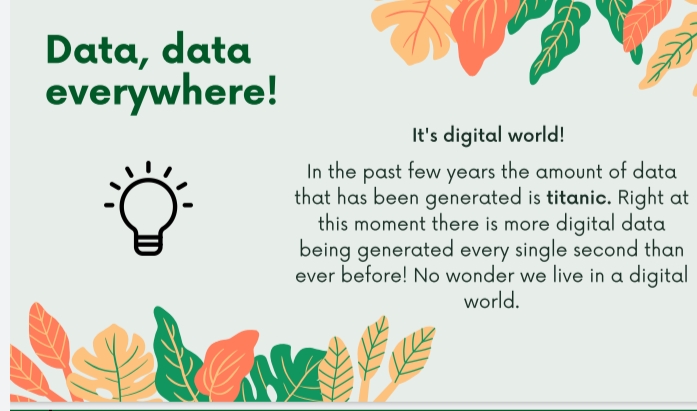 Data, data
everywhere!
It's digital world!
In the past few years the amount of data
that has been generated is titanic. Right at
this moment there is more digital data
being generated every single second than
ever before! No wonder we live in a digital
world.